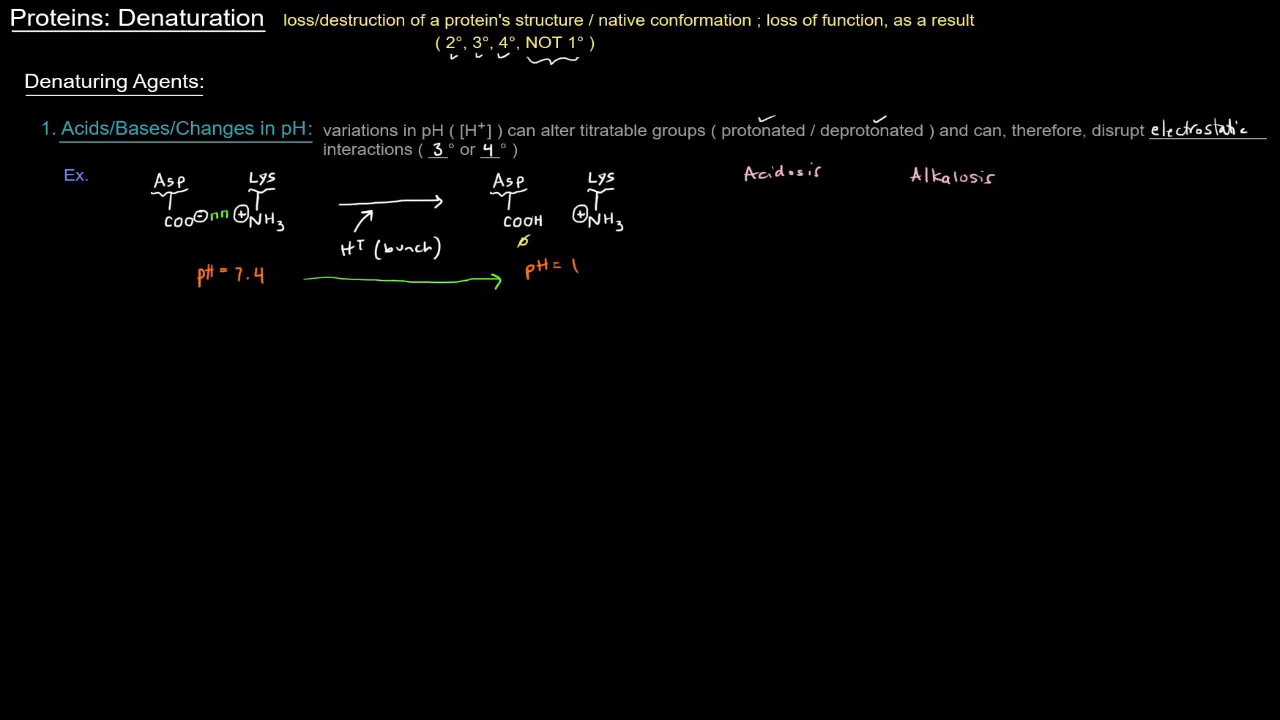 Proteins: Denaturation loss/destruction of a protein's structure / native conformation ; loss of function, as a result
( 2°, 3°, 4°, NOT 1° )
Denaturing Agents:
1. Acids/Bases/Changes in pH: variations in pH ( [H⁺] ) can alter titratable groups ( protonated / deprotonated ) and can, therefore, disrupt electrostatic
interactions ( 3° or 4° )
Ex. Asp Lys Asp Lys Acidosis Alkalosis
COO⊖ ⊕NH₃ COOH ⊕NH₃
H⁺ (bunch)
pH = 7.4 pH = 1